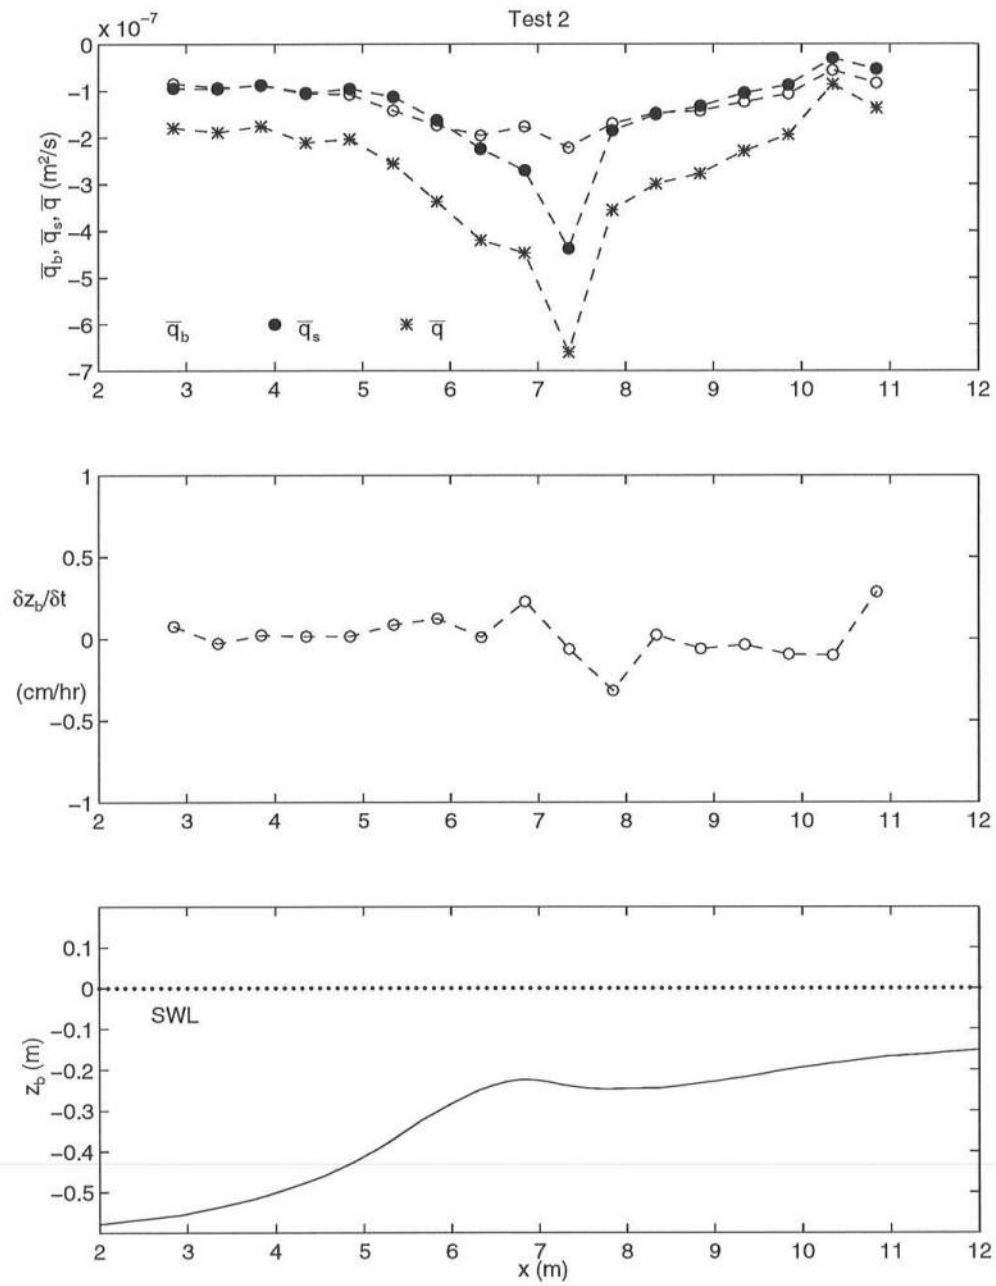 Test 2
x 10⁻⁷
0
−1
−2
−3
−4
−5
−6
−7
q̅b, q̅s, q̅ (m²/s)
q̅b ● q̅s ✳ q̅
2 3 4 5 6 7 8 9 10 11 12
1
0.5
δzb/δt
0
(cm/hr)
−0.5
−1
2 3 4 5 6 7 8 9 10 11 12
0.1
0
SWL
−0.1
−0.2
−0.3
−0.4
−0.5
zb (m)
2 3 4 5 6 7 8 9 10 11 12
x (m)